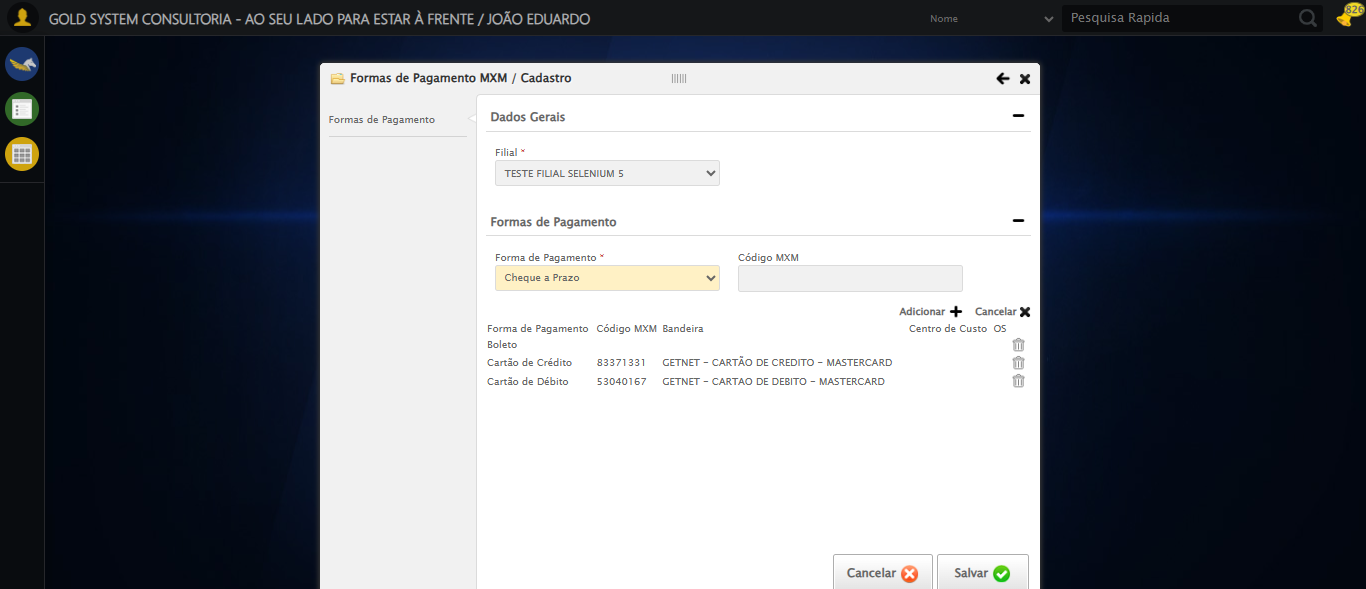 GOLD SYSTEM CONSULTORIA - AO SEU LADO PARA ESTAR À FRENTE / JOÃO EDUARDO
Nome
Pesquisa Rapida
826
Formas de Pagamento MXM / Cadastro
Formas de Pagamento
Dados Gerais
Filial *
TESTE FILIAL SELENIUM 5
Formas de Pagamento
Forma de Pagamento * Código MXM
Cheque a Prazo
Adicionar Cancelar
Forma de Pagamento Código MXM Bandeira Centro de Custo OS
Boleto
Cartão de Crédito 83371331 GETNET - CARTÃO DE CREDITO - MASTERCARD
Cartão de Débito 53040167 GETNET - CARTAO DE DEBITO - MASTERCARD
Cancelar Salvar